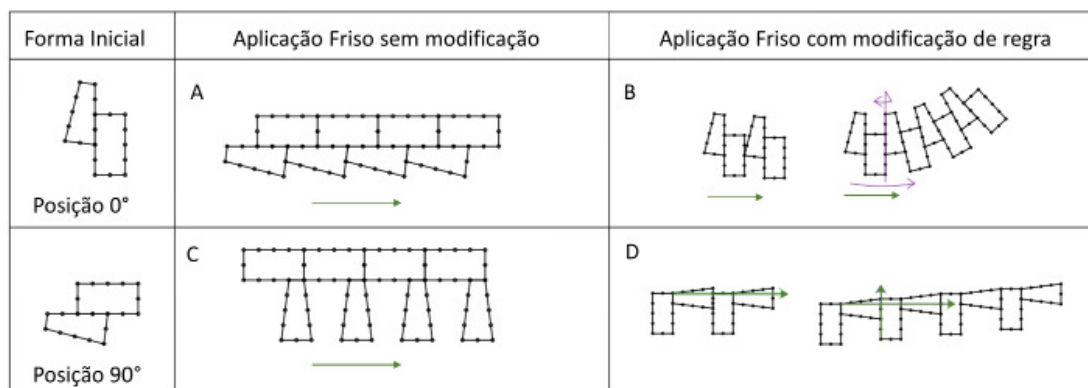 Forma Inicial
Aplicação Friso sem modificação
Aplicação Friso com modificação de regra
A
B
Posição 0°
C
D
Posição 90°